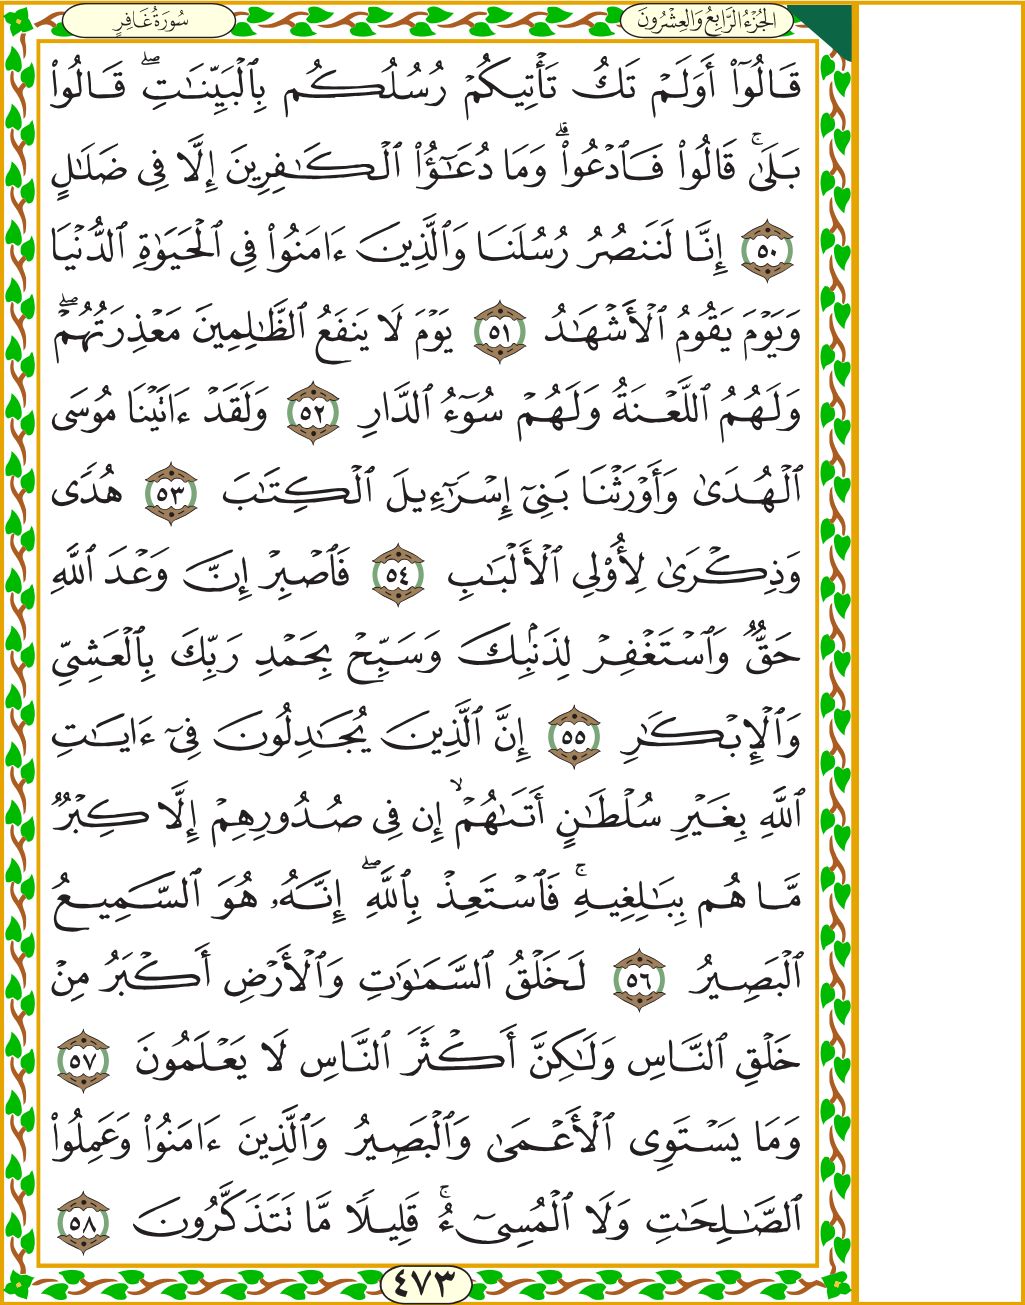 الجُزْءُ الرَّابِعُ وَالعِشْرُونَ
سُورَةُ غَافِرٍ
قَالُوٓاْ أَوَلَمۡ تَكُ تَأۡتِيكُمۡ رُسُلُكُم بِٱلۡبَيِّنَٰتِۖ قَالُواْ
بَلَىٰۚ قَالُواْ فَٱدۡعُواْۗ وَمَا دُعَٰٓؤُاْ ٱلۡكَٰفِرِينَ إِلَّا فِي ضَلَٰلٍ
٥٠ إِنَّا لَنَنصُرُ رُسُلَنَا وَٱلَّذِينَ ءَامَنُواْ فِي ٱلۡحَيَوٰةِ ٱلدُّنۡيَا
وَيَوۡمَ يَقُومُ ٱلۡأَشۡهَٰدُ ٥١ يَوۡمَ لَا يَنفَعُ ٱلظَّٰلِمِينَ مَعۡذِرَتُهُمۡۖ
وَلَهُمُ ٱللَّعۡنَةُ وَلَهُمۡ سُوٓءُ ٱلدَّارِ ٥٢ وَلَقَدۡ ءَاتَيۡنَا مُوسَى
ٱلۡهُدَىٰ وَأَوۡرَثۡنَا بَنِيٓ إِسۡرَٰٓءِيلَ ٱلۡكِتَٰبَ ٥٣ هُدٗى
وَذِكۡرَىٰ لِأُوْلِي ٱلۡأَلۡبَٰبِ ٥٤ فَٱصۡبِرۡ إِنَّ وَعۡدَ ٱللَّهِ
حَقّٞ وَٱسۡتَغۡفِرۡ لِذَنۢبِكَ وَسَبِّحۡ بِحَمۡدِ رَبِّكَ بِٱلۡعَشِيِّ
وَٱلۡإِبۡكَٰرِ ٥٥ إِنَّ ٱلَّذِينَ يُجَٰدِلُونَ فِيٓ ءَايَٰتِ
ٱللَّهِ بِغَيۡرِ سُلۡطَٰنٍ أَتَىٰهُمۡۙ إِن فِي صُدُورِهِمۡ إِلَّا كِبۡرٞ
مَّا هُم بِبَٰلِغِيهِۚ فَٱسۡتَعِذۡ بِٱللَّهِۖ إِنَّهُۥ هُوَ ٱلسَّمِيعُ
ٱلۡبَصِيرُ ٥٦ لَخَلۡقُ ٱلسَّمَٰوَٰتِ وَٱلۡأَرۡضِ أَكۡبَرُ مِنۡ
خَلۡقِ ٱلنَّاسِ وَلَٰكِنَّ أَكۡثَرَ ٱلنَّاسِ لَا يَعۡلَمُونَ ٥٧
وَمَا يَسۡتَوِي ٱلۡأَعۡمَىٰ وَٱلۡبَصِيرُ وَٱلَّذِينَ ءَامَنُواْ وَعَمِلُواْ
ٱلصَّٰلِحَٰتِ وَلَا ٱلۡمُسِيٓءُۚ قَلِيلٗا مَّا تَتَذَكَّرُونَ ٥٨
٤٧٣